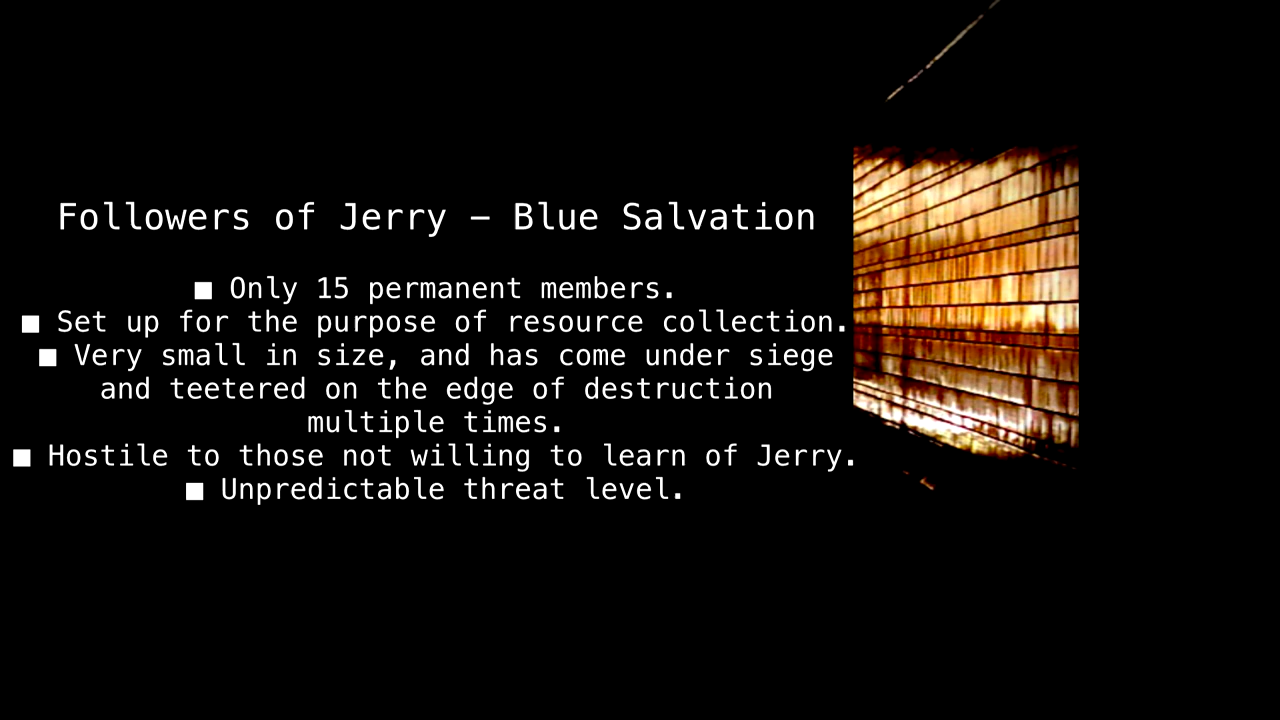 Followers of Jerry – Blue Salvation
■ Only 15 permanent members.
■ Set up for the purpose of resource collection.
■ Very small in size, and has come under siege
and teetered on the edge of destruction
multiple times.
■ Hostile to those not willing to learn of Jerry.
■ Unpredictable threat level.